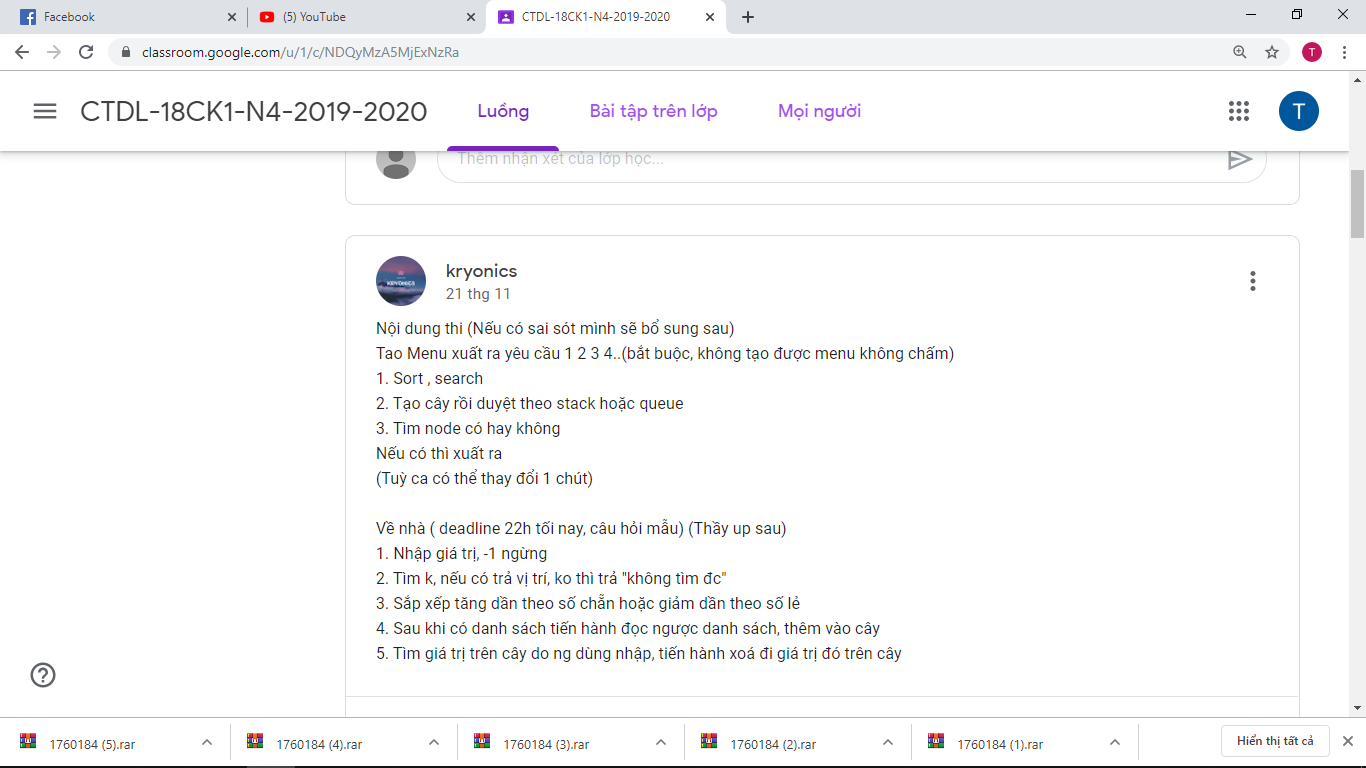 Facebook
(5) YouTube
CTDL-18CK1-N4-2019-2020
classroom.google.com/u/1/c/NDQyMzA5MjExNzRa
T
CTDL-18CK1-N4-2019-2020
Luồng
Bài tập trên lớp
Mọi người
T
Thêm nhận xét của lớp học...
kryonics
21 thg 11
Nội dung thi (Nếu có sai sót mình sẽ bổ sung sau)
Tao Menu xuất ra yêu cầu 1 2 3 4..(bắt buộc, không tạo được menu không chấm)
1. Sort , search
2. Tạo cây rồi duyệt theo stack hoặc queue
3. Tìm node có hay không
Nếu có thì xuất ra
(Tuỳ ca có thể thay đổi 1 chút)
Về nhà ( deadline 22h tối nay, câu hỏi mẫu) (Thầy up sau)
1. Nhập giá trị, -1 ngừng
2. Tìm k, nếu có trả vị trí, ko thì trả "không tìm đc"
3. Sắp xếp tăng dần theo số chẵn hoặc giảm dần theo số lẻ
4. Sau khi có danh sách tiến hành đọc ngược danh sách, thêm vào cây
5. Tìm giá trị trên cây do ng dùng nhập, tiến hành xoá đi giá trị đó trên cây
1760184 (5).rar
1760184 (4).rar
1760184 (3).rar
1760184 (2).rar
1760184 (1).rar
Hiển thị tất cả